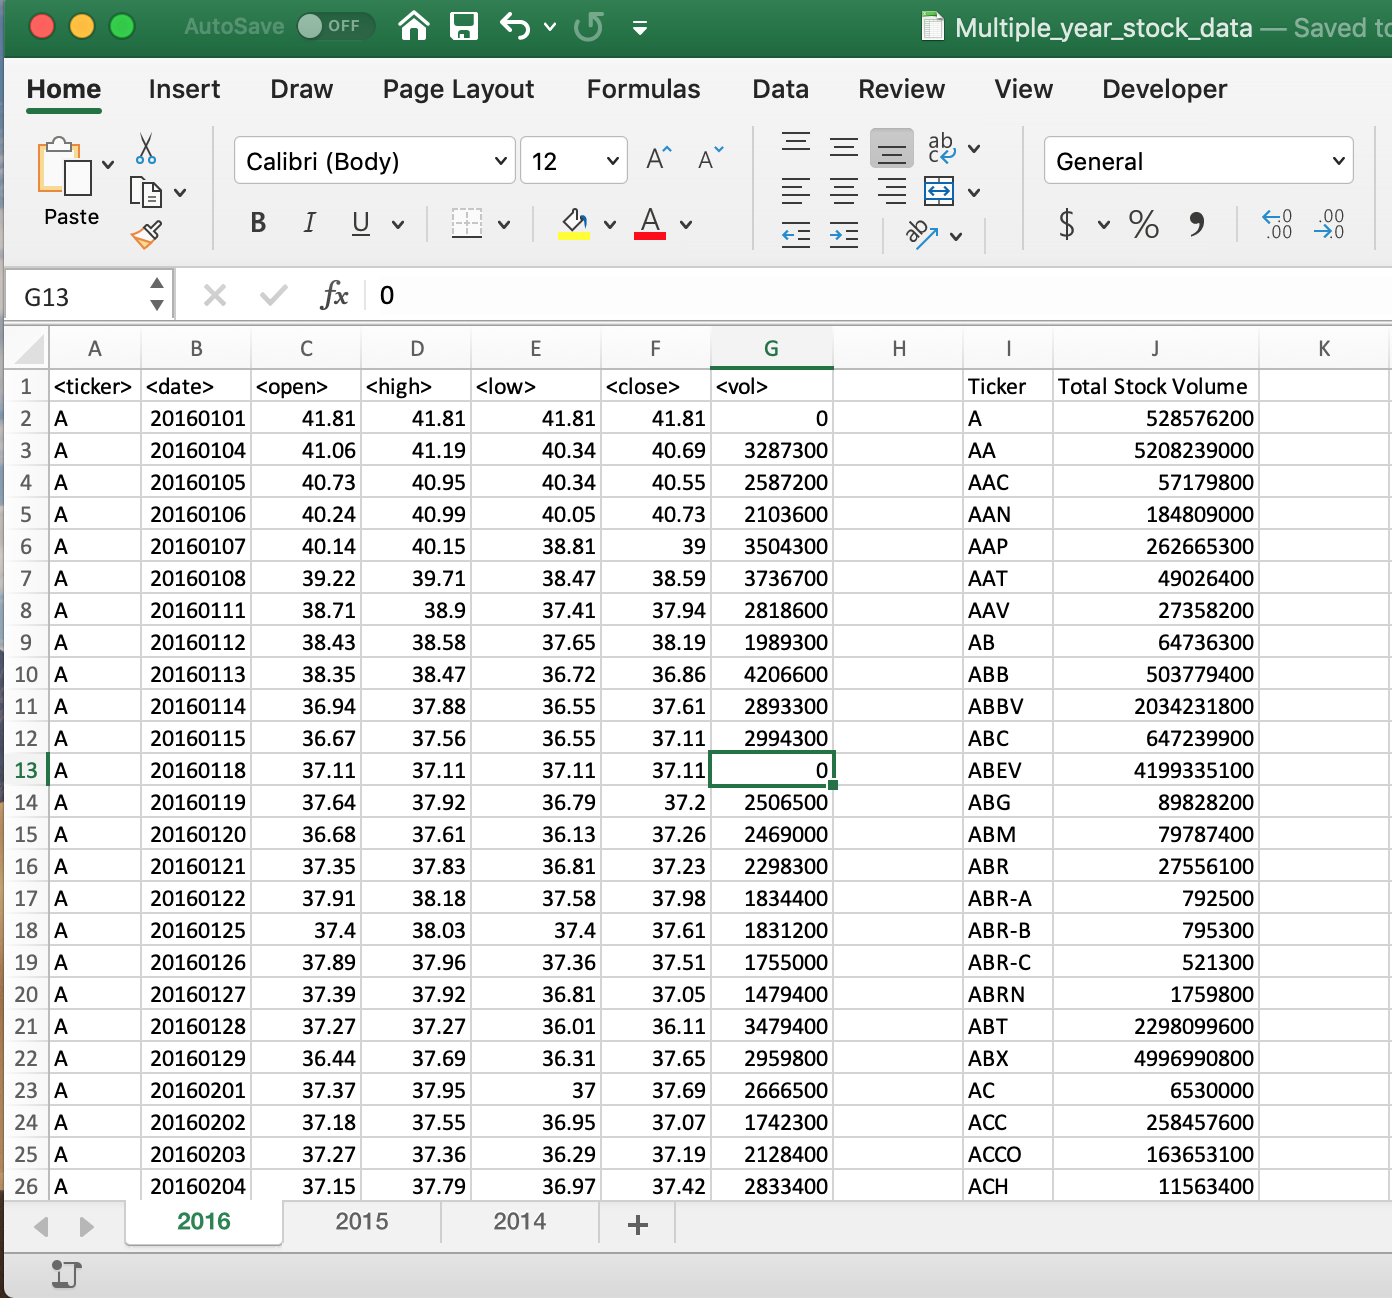 AutoSave OFF Multiple_year_stock_data — Saved to
Home Insert Draw Page Layout Formulas Data Review View Developer
Paste Calibri (Body) 12 A A ab c General
B I U A ab $ % , .0 .00 .00 .0
G13 fx 0
A B C D E F G H I J K
1 <ticker> <date> <open> <high> <low> <close> <vol> Ticker Total Stock Volume
2 A 20160101 41.81 41.81 41.81 41.81 0 A 528576200
3 A 20160104 41.06 41.19 40.34 40.69 3287300 AA 5208239000
4 A 20160105 40.73 40.95 40.34 40.55 2587200 AAC 57179800
5 A 20160106 40.24 40.99 40.05 40.73 2103600 AAN 184809000
6 A 20160107 40.14 40.15 38.81 39 3504300 AAP 262665300
7 A 20160108 39.22 39.71 38.47 38.59 3736700 AAT 49026400
8 A 20160111 38.71 38.9 37.41 37.94 2818600 AAV 27358200
9 A 20160112 38.43 38.58 37.65 38.19 1989300 AB 64736300
10 A 20160113 38.35 38.47 36.72 36.86 4206600 ABB 503779400
11 A 20160114 36.94 37.88 36.55 37.61 2893300 ABBV 2034231800
12 A 20160115 36.67 37.56 36.55 37.11 2994300 ABC 647239900
13 A 20160118 37.11 37.11 37.11 37.11 0 ABEV 4199335100
14 A 20160119 37.64 37.92 36.79 37.2 2506500 ABG 89828200
15 A 20160120 36.68 37.61 36.13 37.26 2469000 ABM 79787400
16 A 20160121 37.35 37.83 36.81 37.23 2298300 ABR 27556100
17 A 20160122 37.91 38.18 37.58 37.98 1834400 ABR-A 792500
18 A 20160125 37.4 38.03 37.4 37.61 1831200 ABR-B 795300
19 A 20160126 37.89 37.96 37.36 37.51 1755000 ABR-C 521300
20 A 20160127 37.39 37.92 36.81 37.05 1479400 ABRN 1759800
21 A 20160128 37.27 37.27 36.01 36.11 3479400 ABT 2298099600
22 A 20160129 36.44 37.69 36.31 37.65 2959800 ABX 4996990800
23 A 20160201 37.37 37.95 37 37.69 2666500 AC 6530000
24 A 20160202 37.18 37.55 36.95 37.07 1742300 ACC 258457600
25 A 20160203 37.27 37.36 36.29 37.19 2128400 ACCO 163653100
26 A 20160204 37.15 37.79 36.97 37.42 2833400 ACH 11563400
2016 2015 2014 +